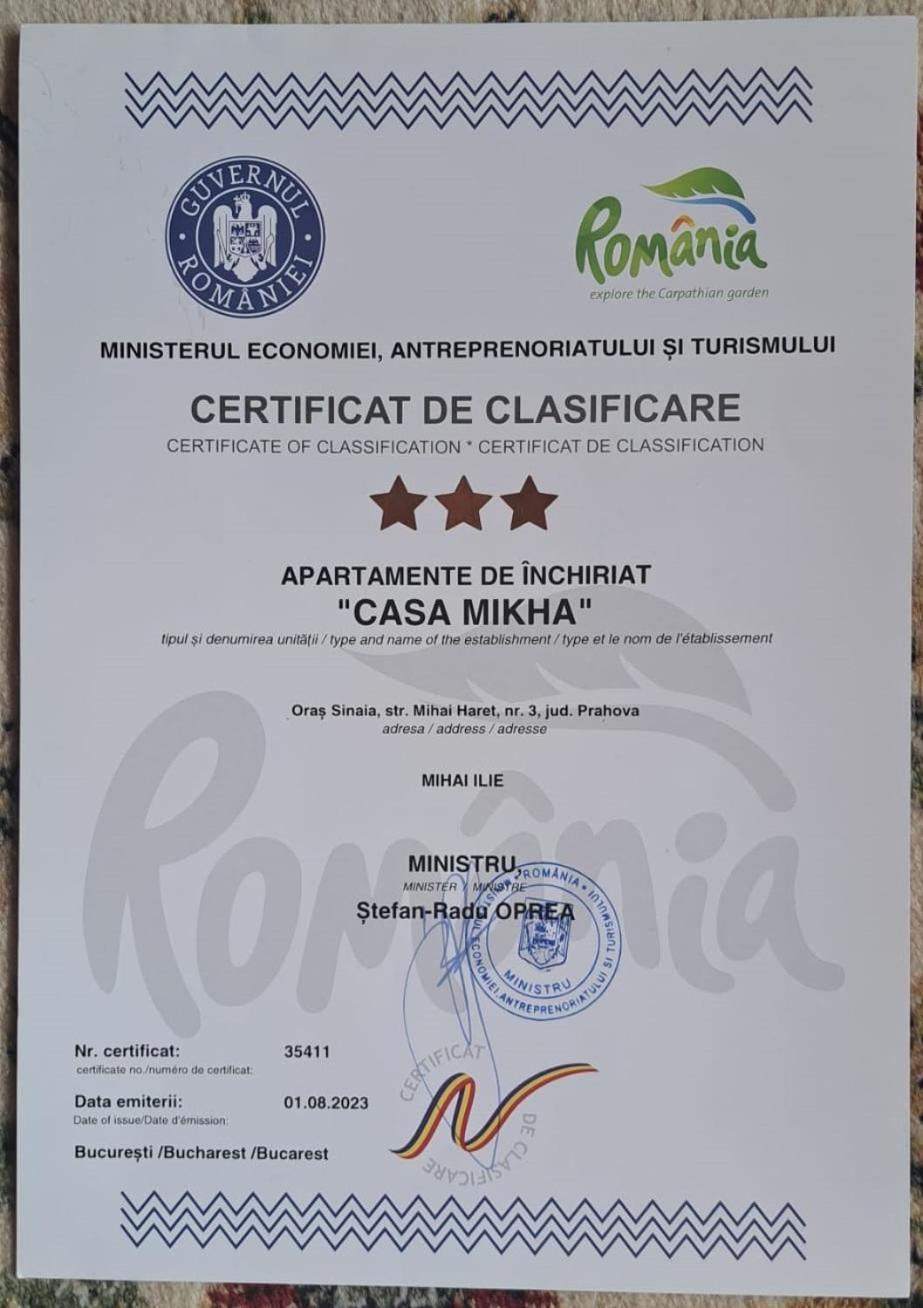 GUVERNUL ROMÂNIEI
România
explore the Carpathian garden
MINISTERUL ECONOMIEI, ANTREPRENORIATULUI ȘI TURISMULUI
CERTIFICAT DE CLASIFICARE
CERTIFICATE OF CLASSIFICATION * CERTIFICAT DE CLASSIFICATION
APARTAMENTE DE ÎNCHIRIAT
"CASA MIKHA"
tipul și denumirea unității / type and name of the establishment / type et le nom de l'établissement
Oraș Sinaia, str. Mihai Haret, nr. 3, jud. Prahova
adresa / address / adresse
MIHAI ILIE
România
MINISTRU,
MINISTER / MINISTRE
Ștefan-Radu OPREA
ROMÂNIA
MINISTERUL ECONOMIEI, ANTREPRENORIATULUI SI TURISMULUI
MINISTRU
Nr. certificat: 35411
certificate no./numéro de certificat:
Data emiterii: 01.08.2023
Date of issue/Date d'émission:
București /Bucharest /Bucarest
CERTIFICAT DE CLASIFICARE